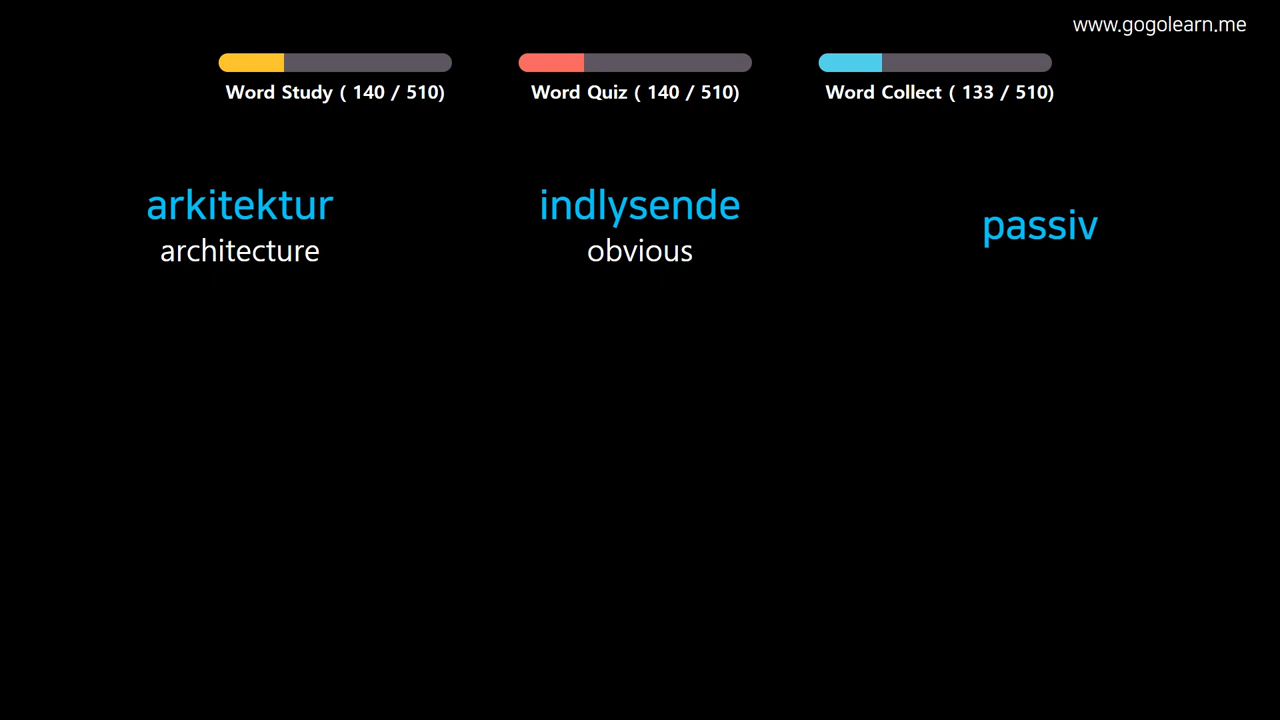 www.gogolearn.me
Word Study ( 140 / 510)
Word Quiz ( 140 / 510)
Word Collect ( 133 / 510)
arkitektur
architecture
indlysende
obvious
passiv